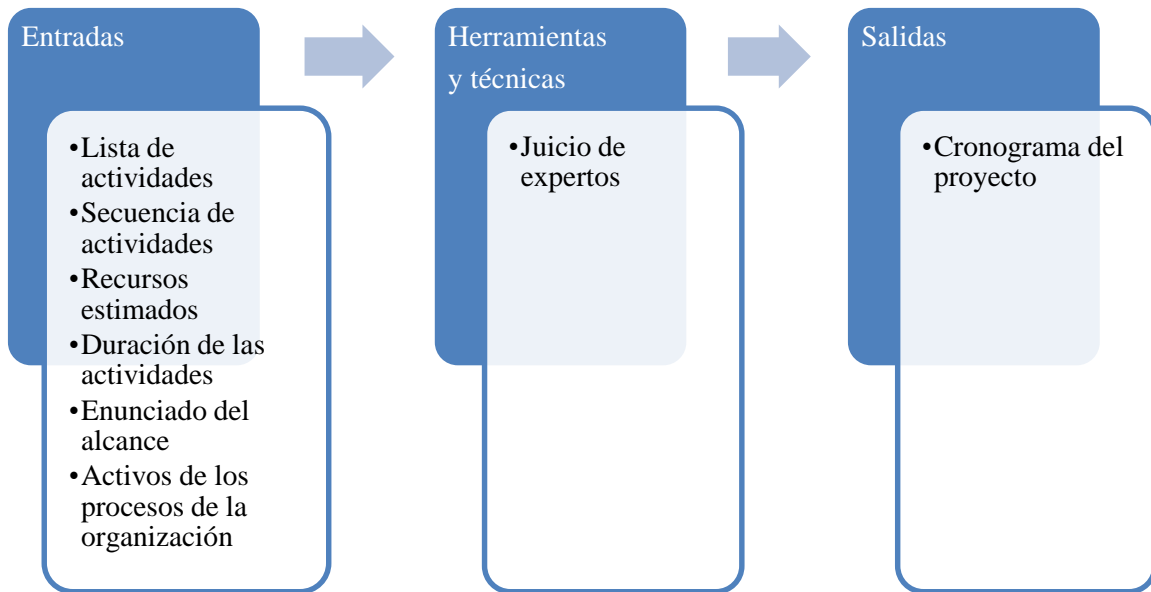 Entradas
•Lista de
actividades
•Secuencia de
actividades
•Recursos
estimados
•Duración de las
actividades
•Enunciado del
alcance
•Activos de los
procesos de la
organización
Herramientas
y técnicas
•Juicio de
expertos
Salidas
•Cronograma del
proyecto